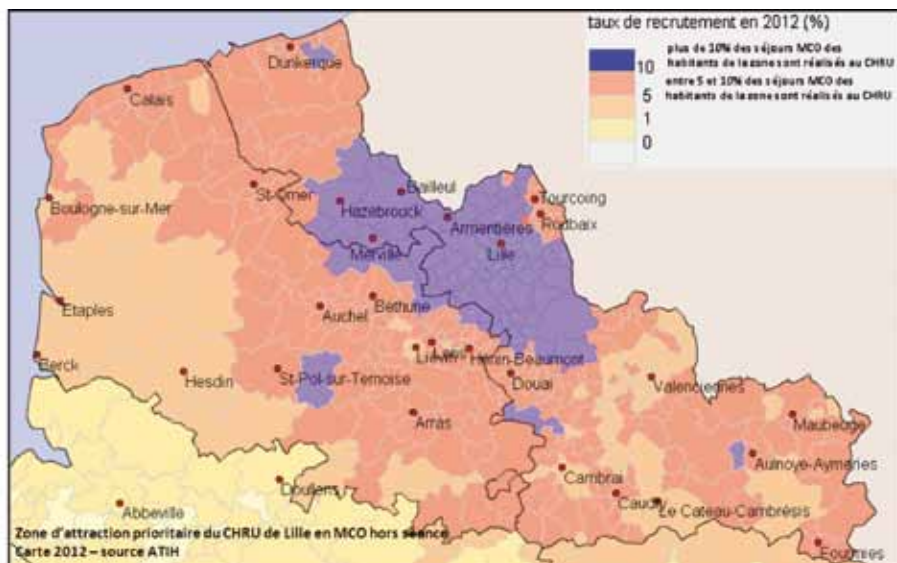 taux de recrutement en 2012 (%)
plus de 10% des séjours MCO des
habitants de la zone sont réalisés au CHRU
10
entre 5 et 10% des séjours MCO des
habitants de la zone sont réalisés au CHRU
5
1
0
Dunkerque
Calais
St-Omer
Bailleul
Hazebrouck
Tourcoing
Boulogne-sur-Mer
Armentières
Roubaix
Merville
Lille
Etaples
Bethune
Auchel
Liévin
Lens
Hénin-Beaumont
Berck
Hesdin
St-Pol-sur-Ternoise
Douai
Valenciennes
Arras
Maubeuge
Aulnoye-Aymeries
Cambrai
Doullens
Caudry
Le Cateau-Cambrésis
Abbeville
Zone d'attraction prioritaire du CHRU de Lille en MCO hors séance
Carte 2012 – source ATIH
Fourmies